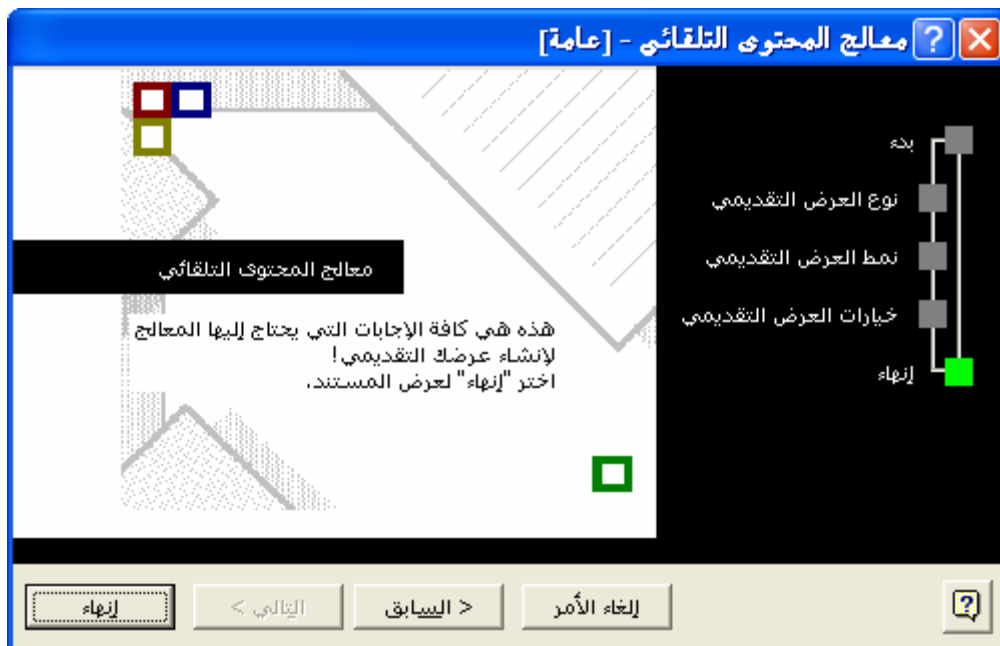 معالج المحتوى التلقائي - [عامة]
بدء
نوع العرض التقديمي
نمط العرض التقديمي
خيارات العرض التقديمي
إنهاء
معالج المحتوى التلقائي
هذه هي كافة الإجابات التي يحتاج إليها المعالج
لإنشاء عرضك التقديمي!
اختر "إنهاء" لعرض المستند.
إلغاء الأمر
< السابق
التالي >
إنهاء